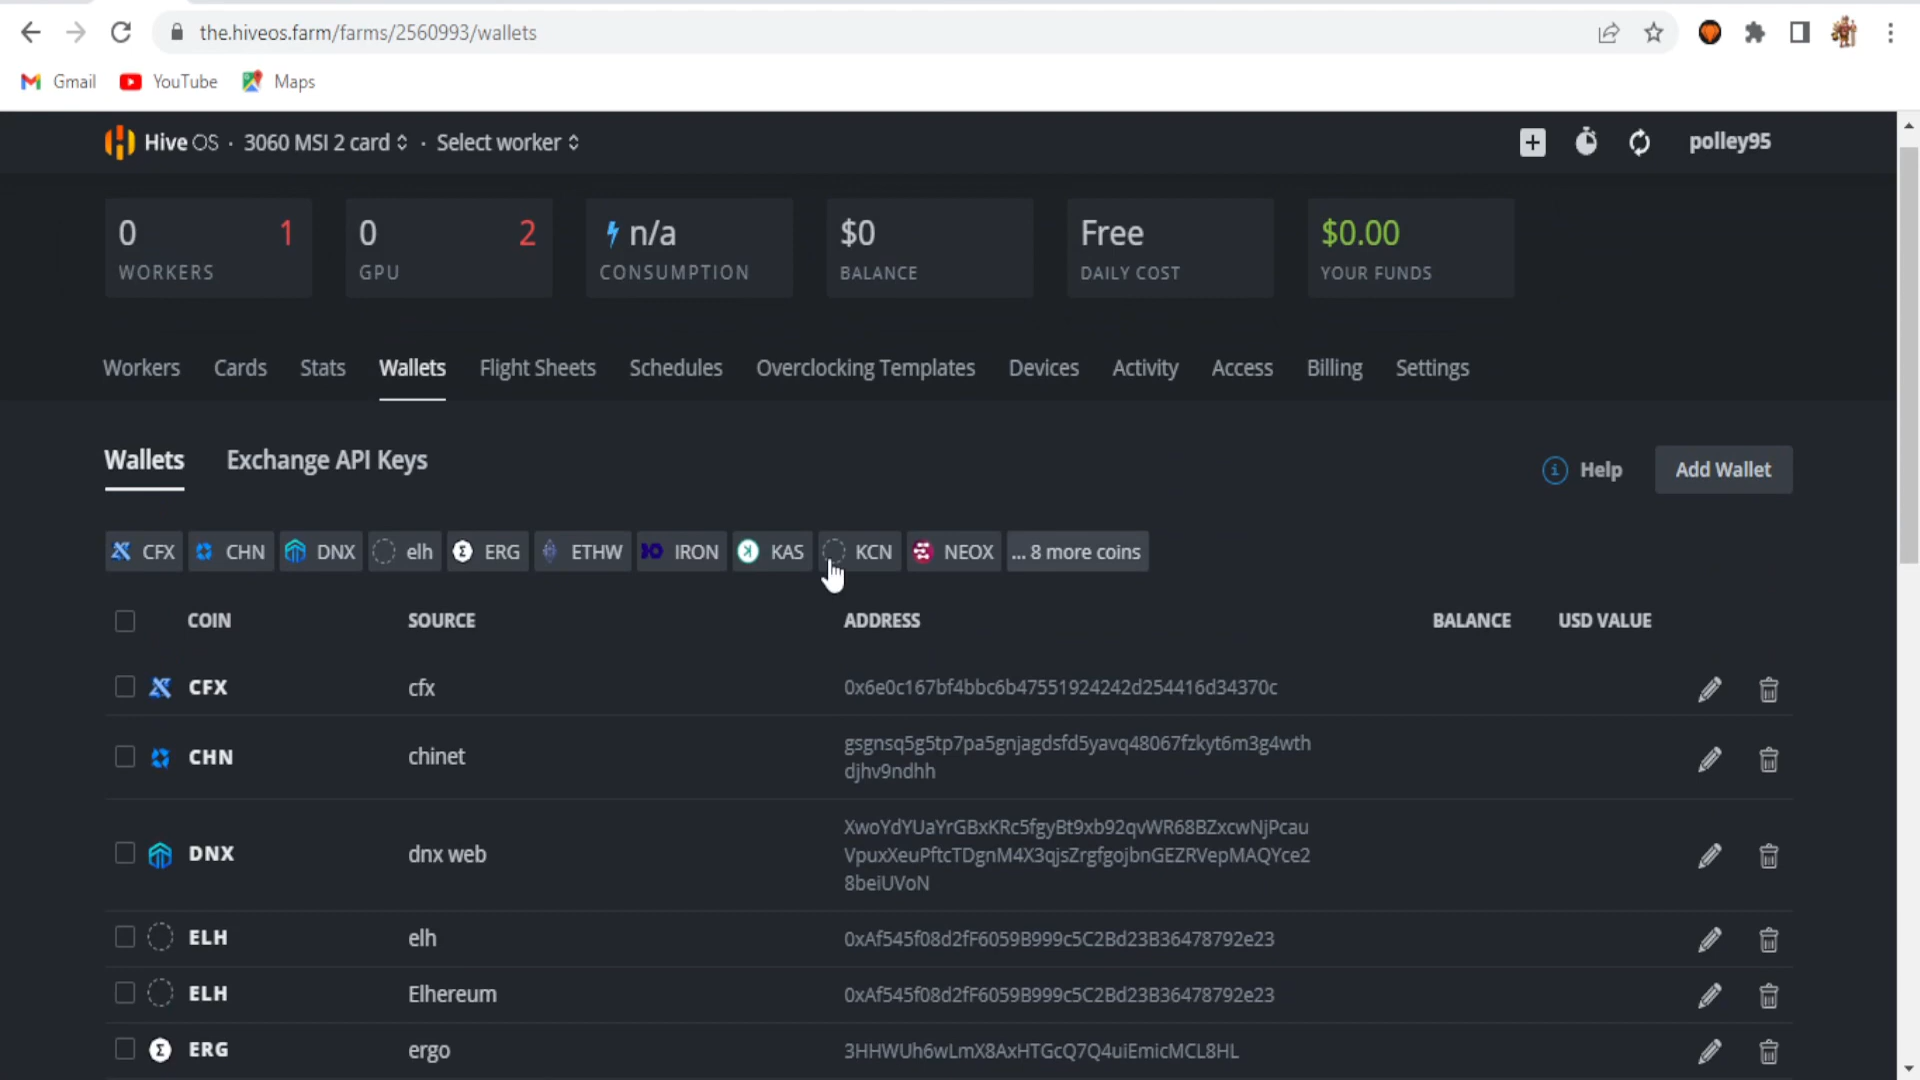 the.hiveos.farm/farms/2560993/wallets
Gmail YouTube Maps
Hive OS · 3060 MSI 2 card · Select worker polley95
0 1 0 2 n/a $0 Free $0.00
WORKERS GPU CONSUMPTION BALANCE DAILY COST YOUR FUNDS
Workers Cards Stats Wallets Flight Sheets Schedules Overclocking Templates Devices Activity Access Billing Settings
Wallets Exchange API Keys Help Add Wallet
CFX CHN DNX elh ERG ETHW IRON KAS KCN NEOX ... 8 more coins
COIN SOURCE ADDRESS BALANCE USD VALUE
CFX cfx 0x6e0c167bf4bbc6b47551924242d254416d34370c
CHN chinet gsgnsq5g5tp7pa5gnjagdsfd5yavq48067fzkyt6m3g4wth
djhv9ndhh
XwoYdYUaYrGBxKRc5fgyBt9xb92qvWR68BZxcwNjPcau
DNX dnx web VpuxXeuPftcTDgnM4X3qjsZrgfgojbnGEZRVepMAQYce2
8beiUVoN
ELH elh 0xAf545f08d2fF6059B999c5C2Bd23B36478792e23
ELH Elhereum 0xAf545f08d2fF6059B999c5C2Bd23B36478792e23
ERG ergo 3HHWUh6wLmX8AxHTGcQ7Q4uiEmicMCL8HL